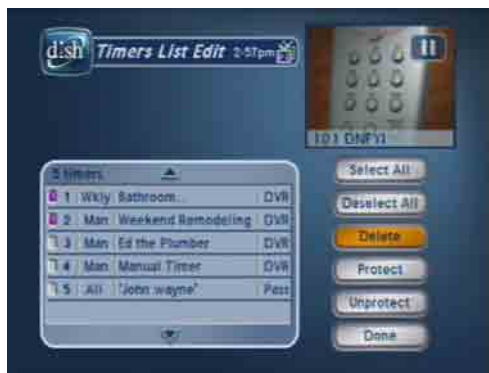 dish Timers List Edit 2:57pm
101 DNFYI
5 timers
1 Wkly Bathroom... DVR
2 Man Weekend Remodeling DVR
3 Man Ed the Plumber DVR
4 Man Manual Timer DVR
5 All "John wayne" Pass
Select All
Deselect All
Delete
Protect
Unprotect
Done